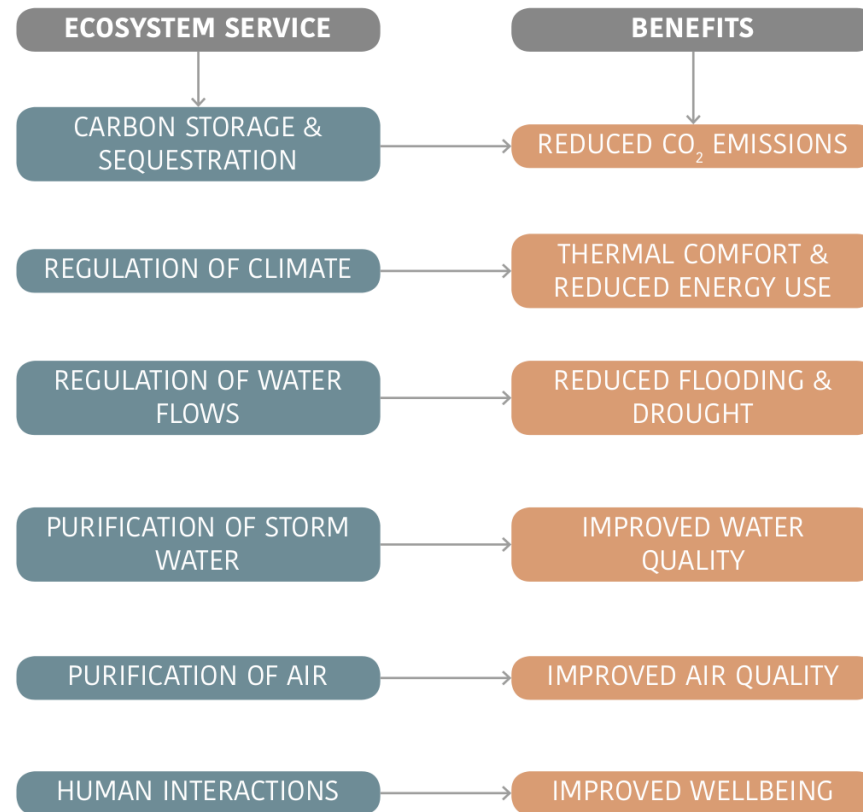 ECOSYSTEM SERVICE
BENEFITS
CARBON STORAGE &
SEQUESTRATION
REDUCED CO₂ EMISSIONS
REGULATION OF CLIMATE
THERMAL COMFORT &
REDUCED ENERGY USE
REGULATION OF WATER
FLOWS
REDUCED FLOODING &
DROUGHT
PURIFICATION OF STORM
WATER
IMPROVED WATER
QUALITY
PURIFICATION OF AIR
IMPROVED AIR QUALITY
HUMAN INTERACTIONS
IMPROVED WELLBEING